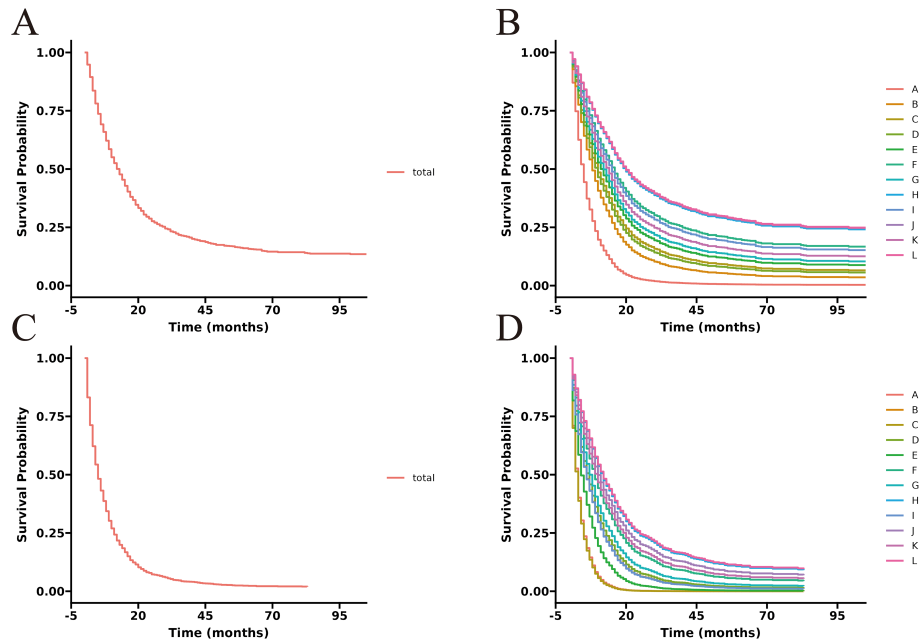 A
Survival Probability
1.00
0.75
0.50
0.25
0.00
-5
20
45
70
95
Time (months)
total
B
Survival Probability
1.00
0.75
0.50
0.25
0.00
-5
20
45
70
95
Time (months)
A
B
C
D
E
F
G
H
I
J
K
L
C
Survival Probability
1.00
0.75
0.50
0.25
0.00
-5
20
45
70
95
Time (months)
total
D
Survival Probability
1.00
0.75
0.50
0.25
0.00
-5
20
45
70
95
Time (months)
A
B
C
D
E
F
G
H
I
J
K
L